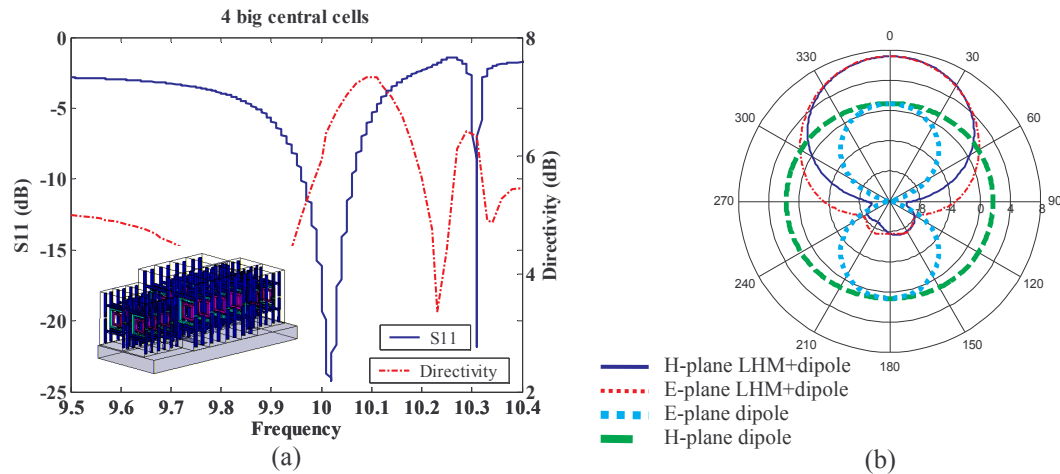 4 big central cells
0
-5
-10
-15
-20
-25
S11 (dB)
8
6
4
2
Directivity (dB)
S11
Directivity
9.5 9.6 9.7 9.8 9.9 10 10.1 10.2 10.3 10.4
Frequency
(a)
0
330 30
300 60
270 -8 -4 0 4 8 90
240 120
210 150
180
H-plane LHM+dipole
E-plane LHM+dipole
E-plane dipole
H-plane dipole
(b)